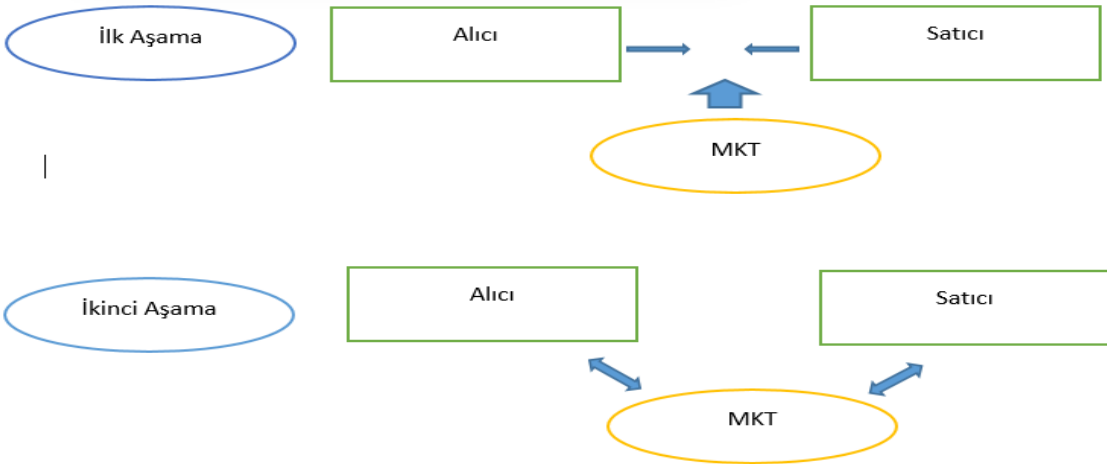 İlk Aşama
Alıcı
Satıcı
MKT
İkinci Aşama
Alıcı
Satıcı
MKT